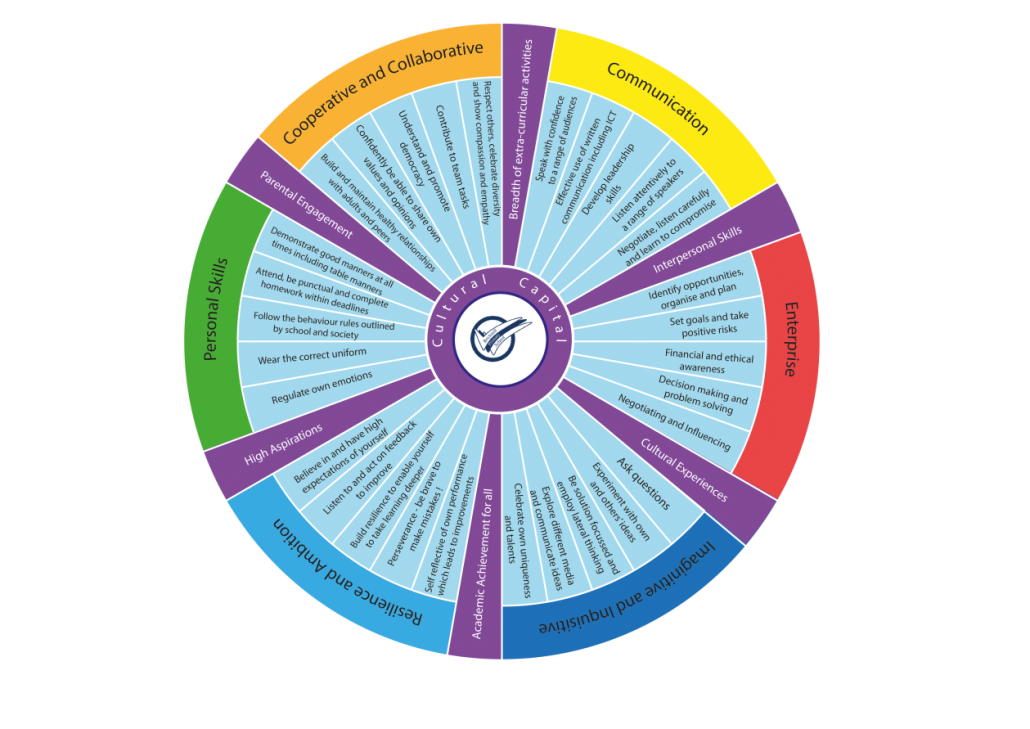 Cultural Capital
Breadth of extra-curricular activities
Communication
Speak with confidence
to a range of audiences
Effective use of written
communication including ICT
Develop leadership
skills
Listen attentively to
a range of speakers
Negotiate, listen carefully
and learn to compromise
Interpersonal Skills
Enterprise
Identify opportunities,
organise and plan
Set goals and take
positive risks
Financial and ethical
awareness
Decision making and
problem solving
Negotiating and Influencing
Cultural Experiences
Imaginitive and Inquisitive
Ask questions
Experiment with own
and others' ideas
Be solution focussed and
employ lateral thinking
Explore different media
and communicate ideas
Celebrate own uniqueness
and talents
Academic Achievement for all
Resilience and Ambition
Self reflective of own performance
which leads to improvements
Perseverance - be brave to
make mistakes !
Build resilience to enable yourself
to take learning deeper
Listen to and act on feedback
to improve
Believe in and have high
expectations of yourself
High Aspirations
Personal Skills
Regulate own emotions
Wear the correct uniform
Follow the behaviour rules outlined
by school and society
Attend, be punctual and complete
homework within deadlines
Demonstrate good manners at all
times including table manners
Parental Engagement
Cooperative and Collaborative
Build and maintain healthy relationships
with adults and peers
Confidently be able to share own
values and opinions
Understand and promote
democracy
Contribute to team tasks
Respect others, celebrate diversity
and show compassion and empathy